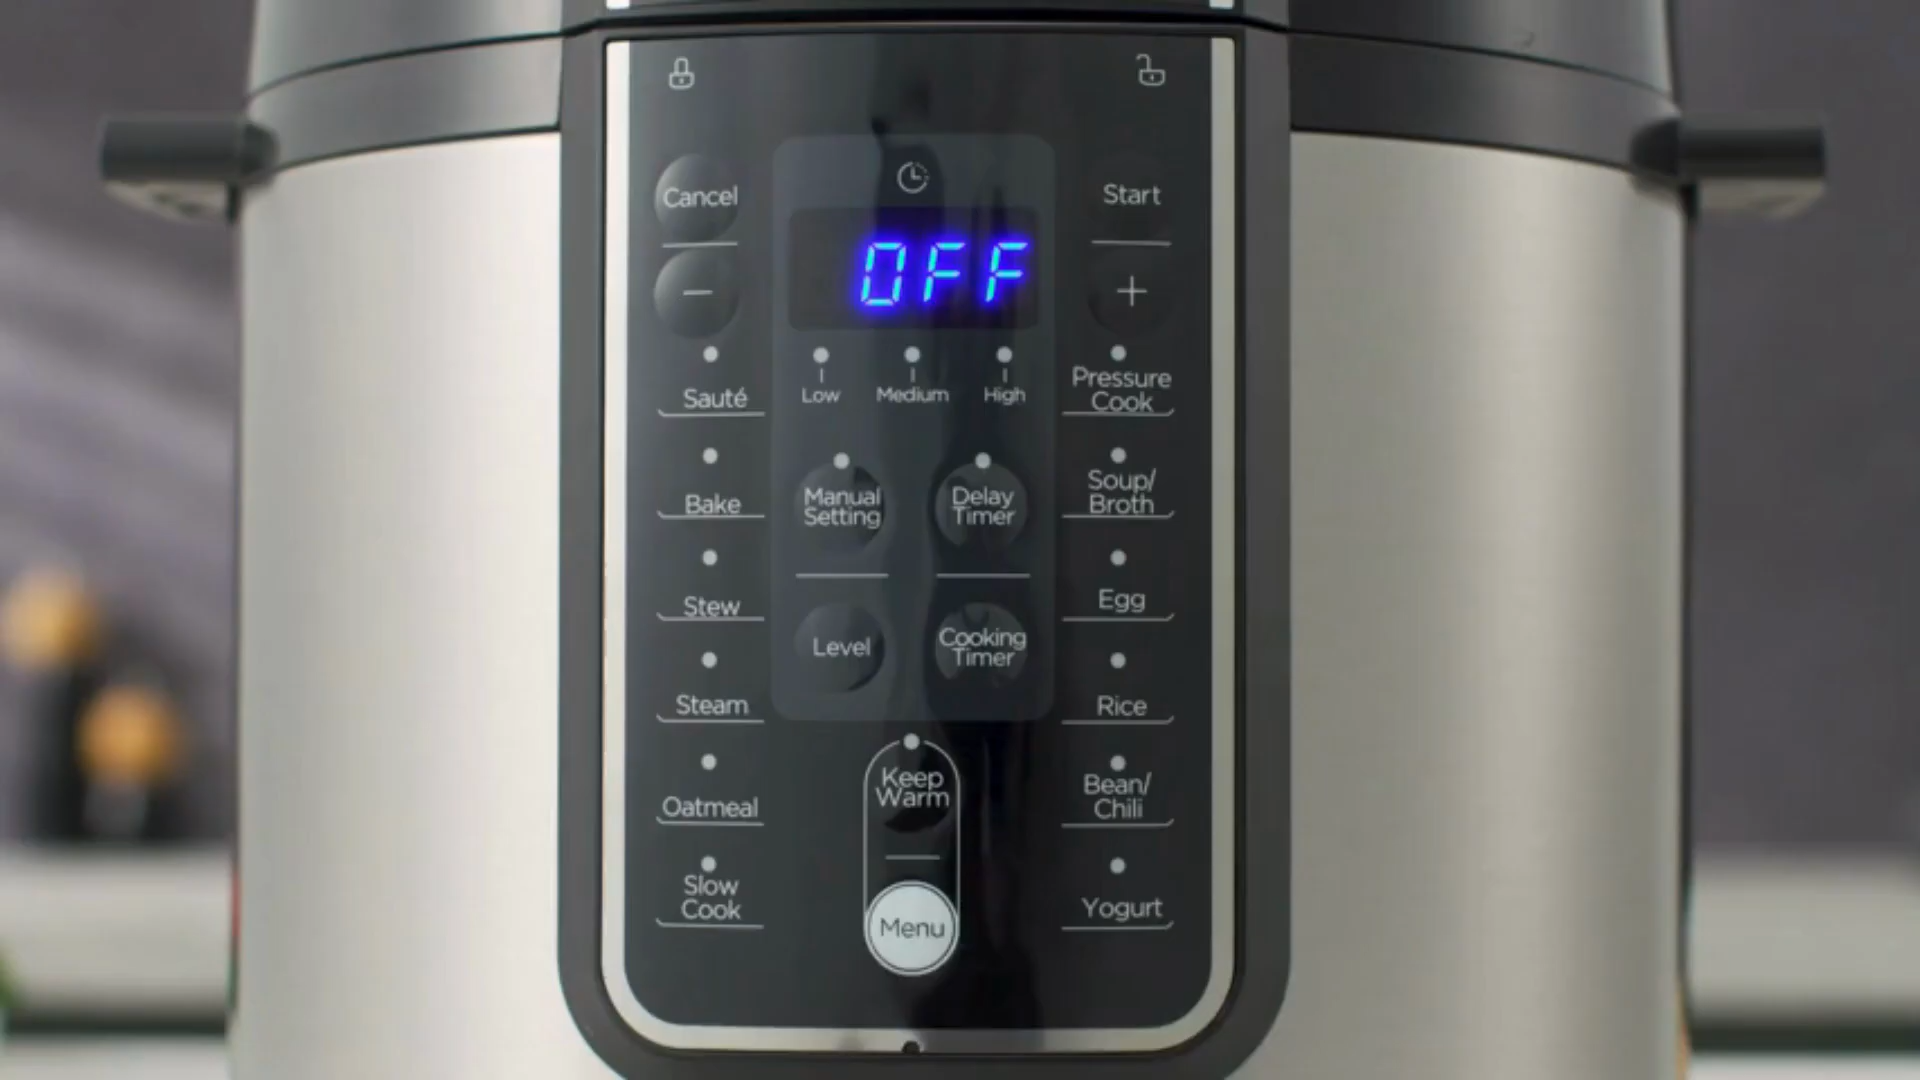 Cancel
Start
OFF
−
+
Sauté
Low
Medium
High
Pressure
Cook
Bake
Manual
Setting
Delay
Timer
Soup/
Broth
Stew
Level
Cooking
Timer
Egg
Steam
Rice
Oatmeal
Keep
Warm
Bean/
Chili
Slow
Cook
Menu
Yogurt